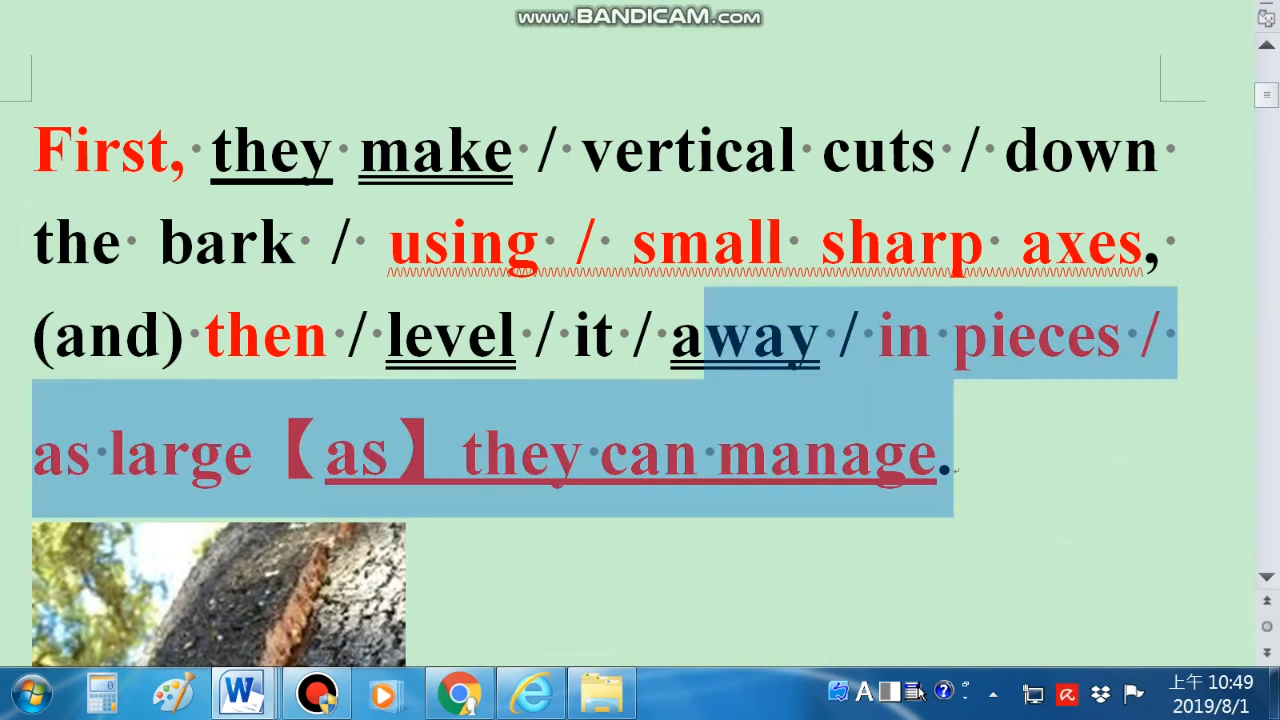 www.BANDICAM.com
First, they make / vertical cuts / down
the bark / using / small sharp axes,
(and) then / level / it / away / in pieces /
as large【as】they can manage.
上午 10:49
2019/8/1